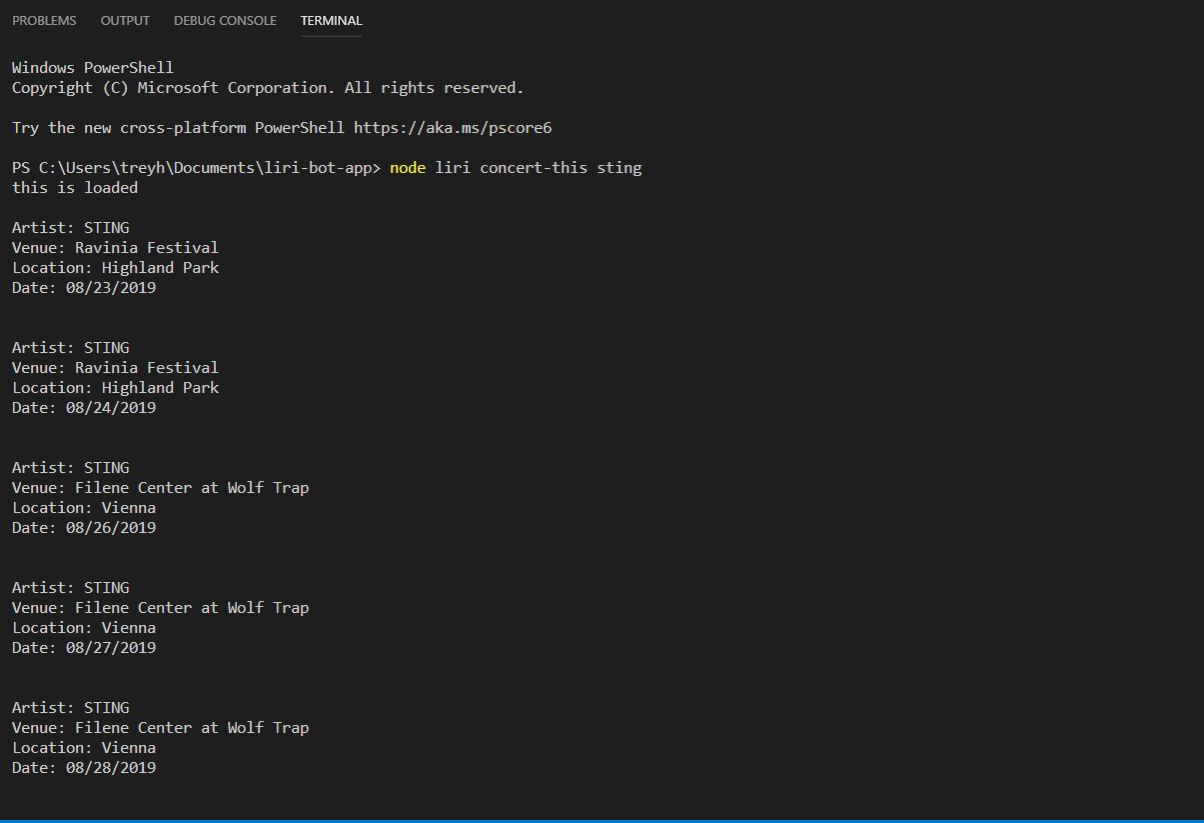 PROBLEMS OUTPUT DEBUG CONSOLE TERMINAL
Windows PowerShell
Copyright (C) Microsoft Corporation. All rights reserved.
Try the new cross-platform PowerShell https://aka.ms/pscore6
PS C:\Users\treyh\Documents\liri-bot-app> node liri concert-this sting
this is loaded
Artist: STING
Venue: Ravinia Festival
Location: Highland Park
Date: 08/23/2019
Artist: STING
Venue: Ravinia Festival
Location: Highland Park
Date: 08/24/2019
Artist: STING
Venue: Filene Center at Wolf Trap
Location: Vienna
Date: 08/26/2019
Artist: STING
Venue: Filene Center at Wolf Trap
Location: Vienna
Date: 08/27/2019
Artist: STING
Venue: Filene Center at Wolf Trap
Location: Vienna
Date: 08/28/2019